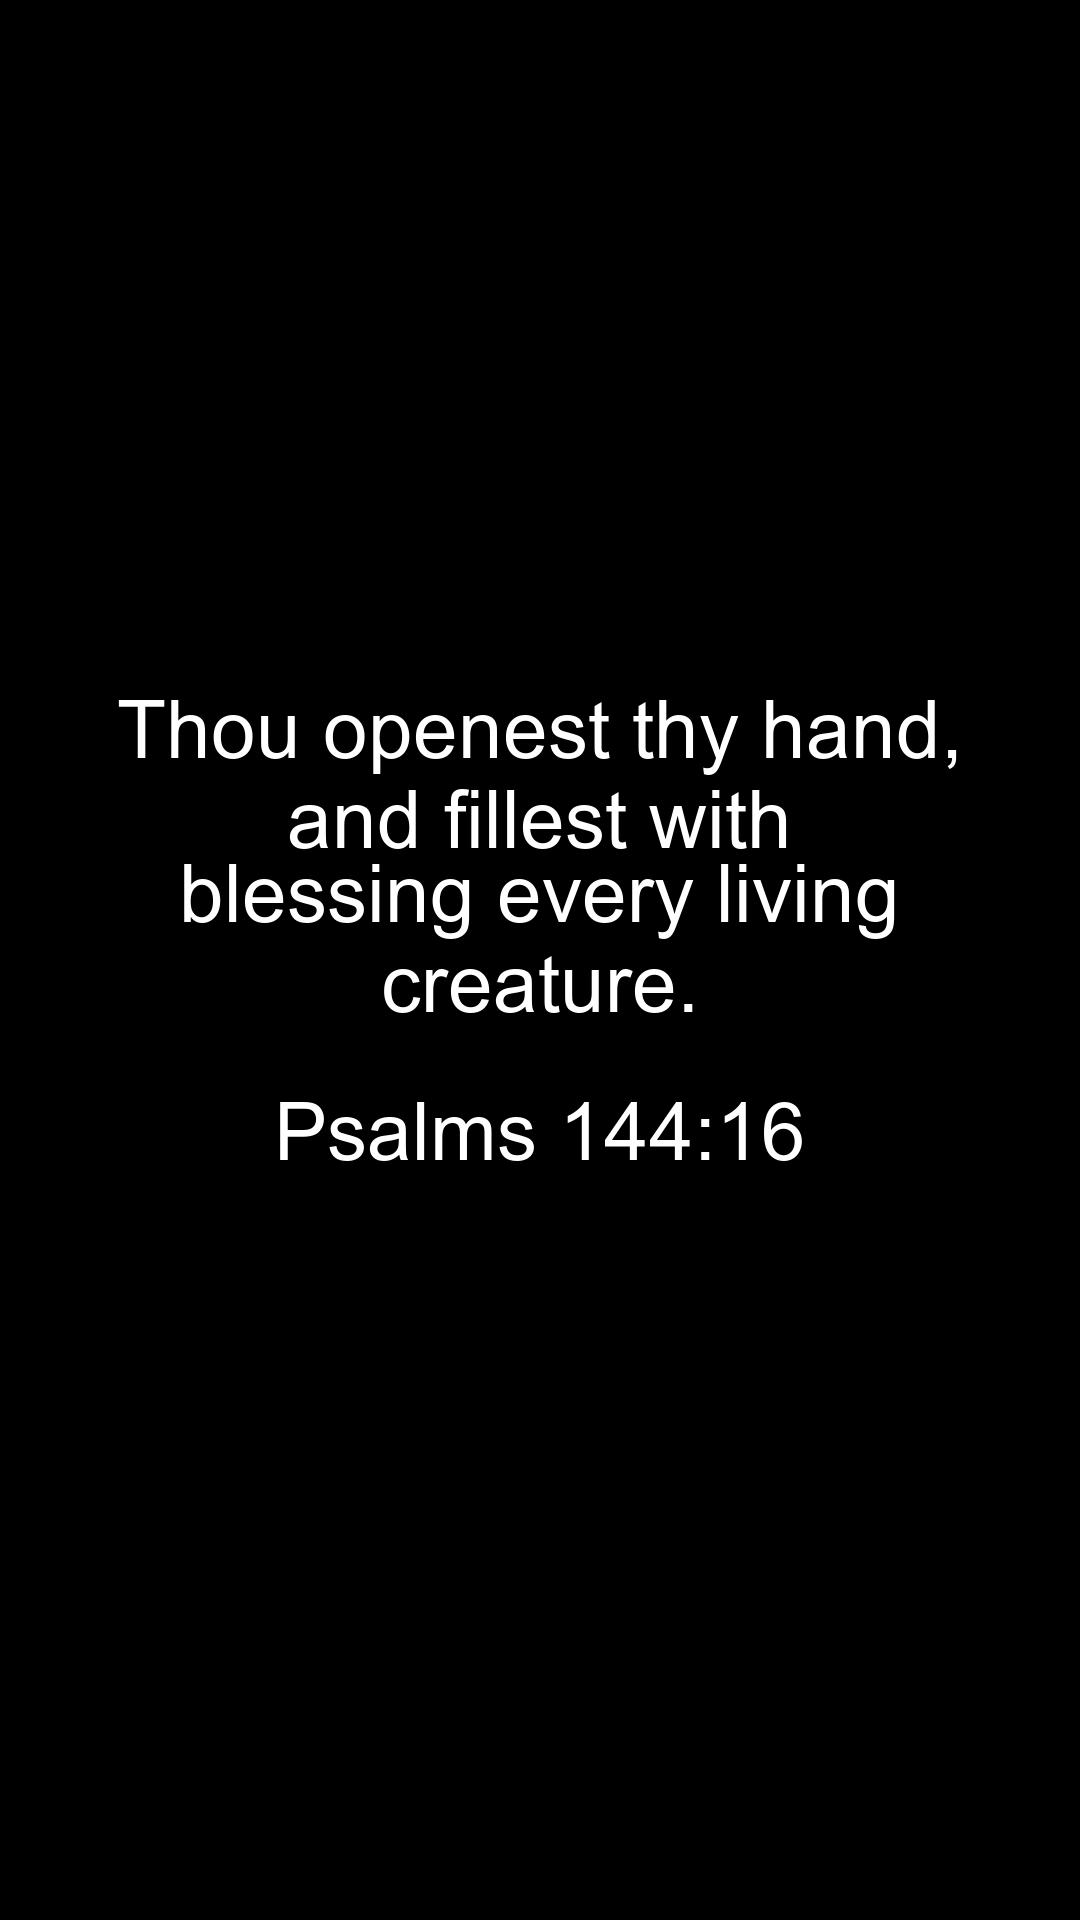 Thou openest thy hand,
and fillest with
blessing every living
creature.
Psalms 144:16